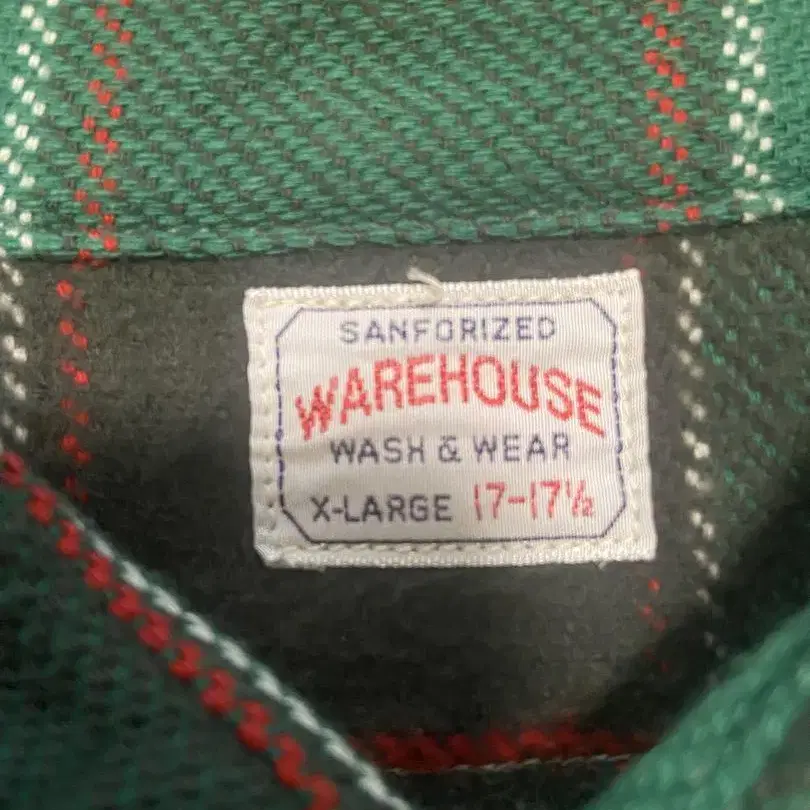 SANFORIZED
WAREHOUSE
WASH & WEAR
X-LARGE 17-17½